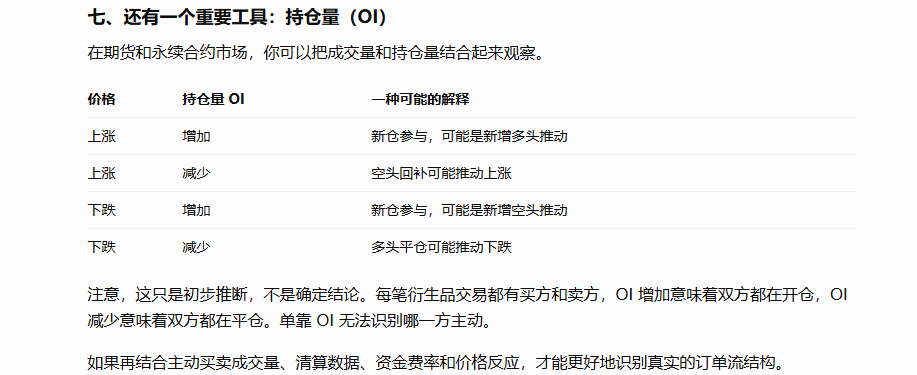 七、还有一个重要工具：持仓量（OI）
在期货和永续合约市场，你可以把成交量和持仓量结合起来观察。
价格 持仓量 OI 一种可能的解释
上涨 增加 新仓参与，可能是新增多头推动
上涨 减少 空头回补可能推动上涨
下跌 增加 新仓参与，可能是新增空头推动
下跌 减少 多头平仓可能推动下跌
注意，这只是初步推断，不是确定结论。每笔衍生品交易都有买方和卖方，OI 增加意味着双方都在开仓，OI
减少意味着双方都在平仓。单靠 OI 无法识别哪一方主动。
如果再结合主动买卖成交量、清算数据、资金费率和价格反应，才能更好地识别真实的订单流结构。